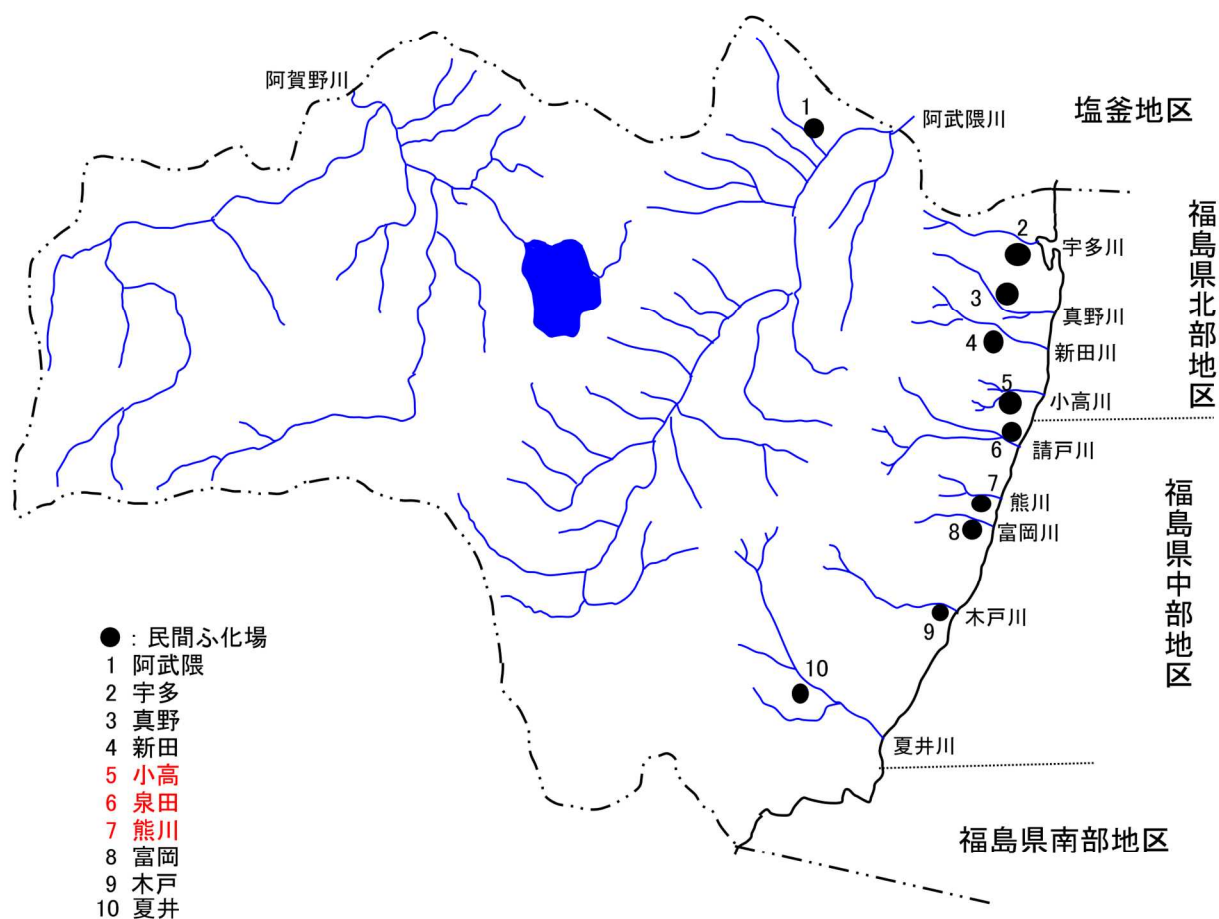 阿賀野川
塩釜地区
阿武隈川
1
福島県北部地区
2
宇多川
3
真野川
4
新田川
5
小高川
6
請戸川
7
熊川
福島県中部地区
8
富岡川
9
木戸川
10
夏井川
福島県南部地区
●：民間ふ化場
1 阿武隈
2 宇多
3 真野
4 新田
5 小高
6 泉田
7 熊川
8 富岡
9 木戸
10 夏井